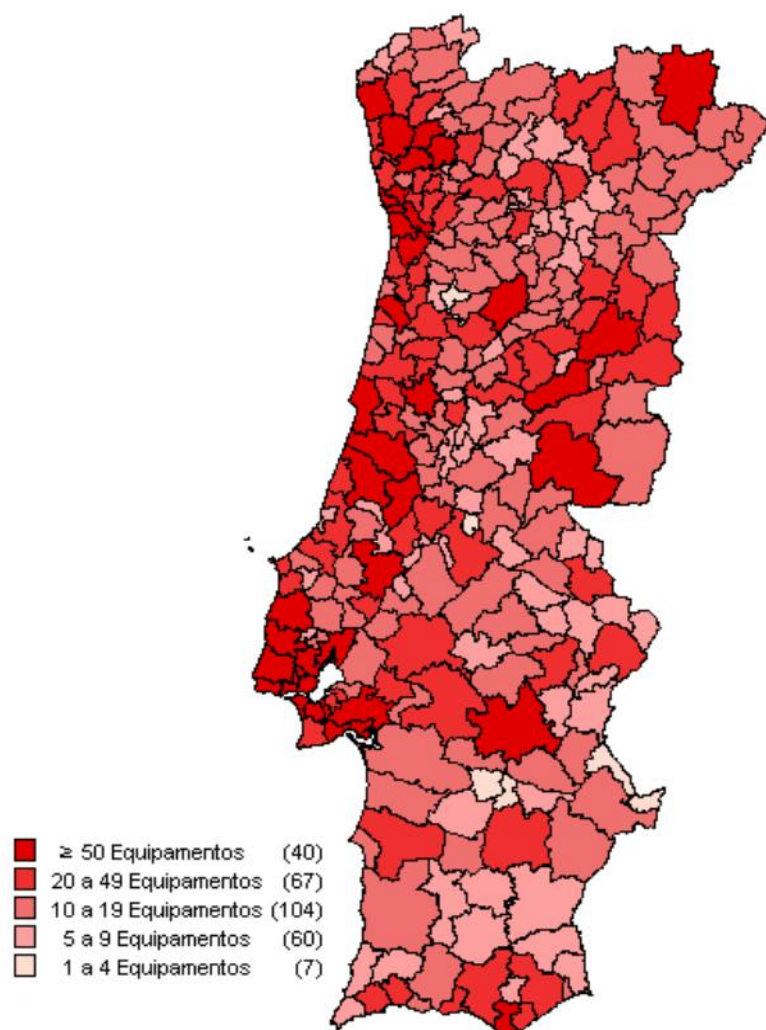 ≥ 50 Equipamentos (40)
20 a 49 Equipamentos (67)
10 a 19 Equipamentos (104)
5 a 9 Equipamentos (60)
1 a 4 Equipamentos (7)